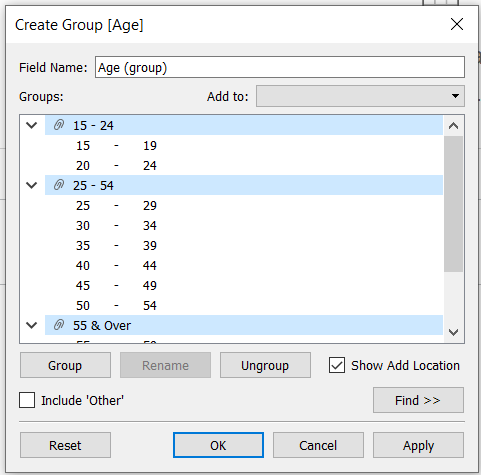 Create Group [Age]
Field Name: Age (group)
Groups: Add to:
15 - 24
15 - 19
20 - 24
25 - 54
25 - 29
30 - 34
35 - 39
40 - 44
45 - 49
50 - 54
55 & Over
Group Rename Ungroup Show Add Location
Include 'Other' Find >>
Reset OK Cancel Apply